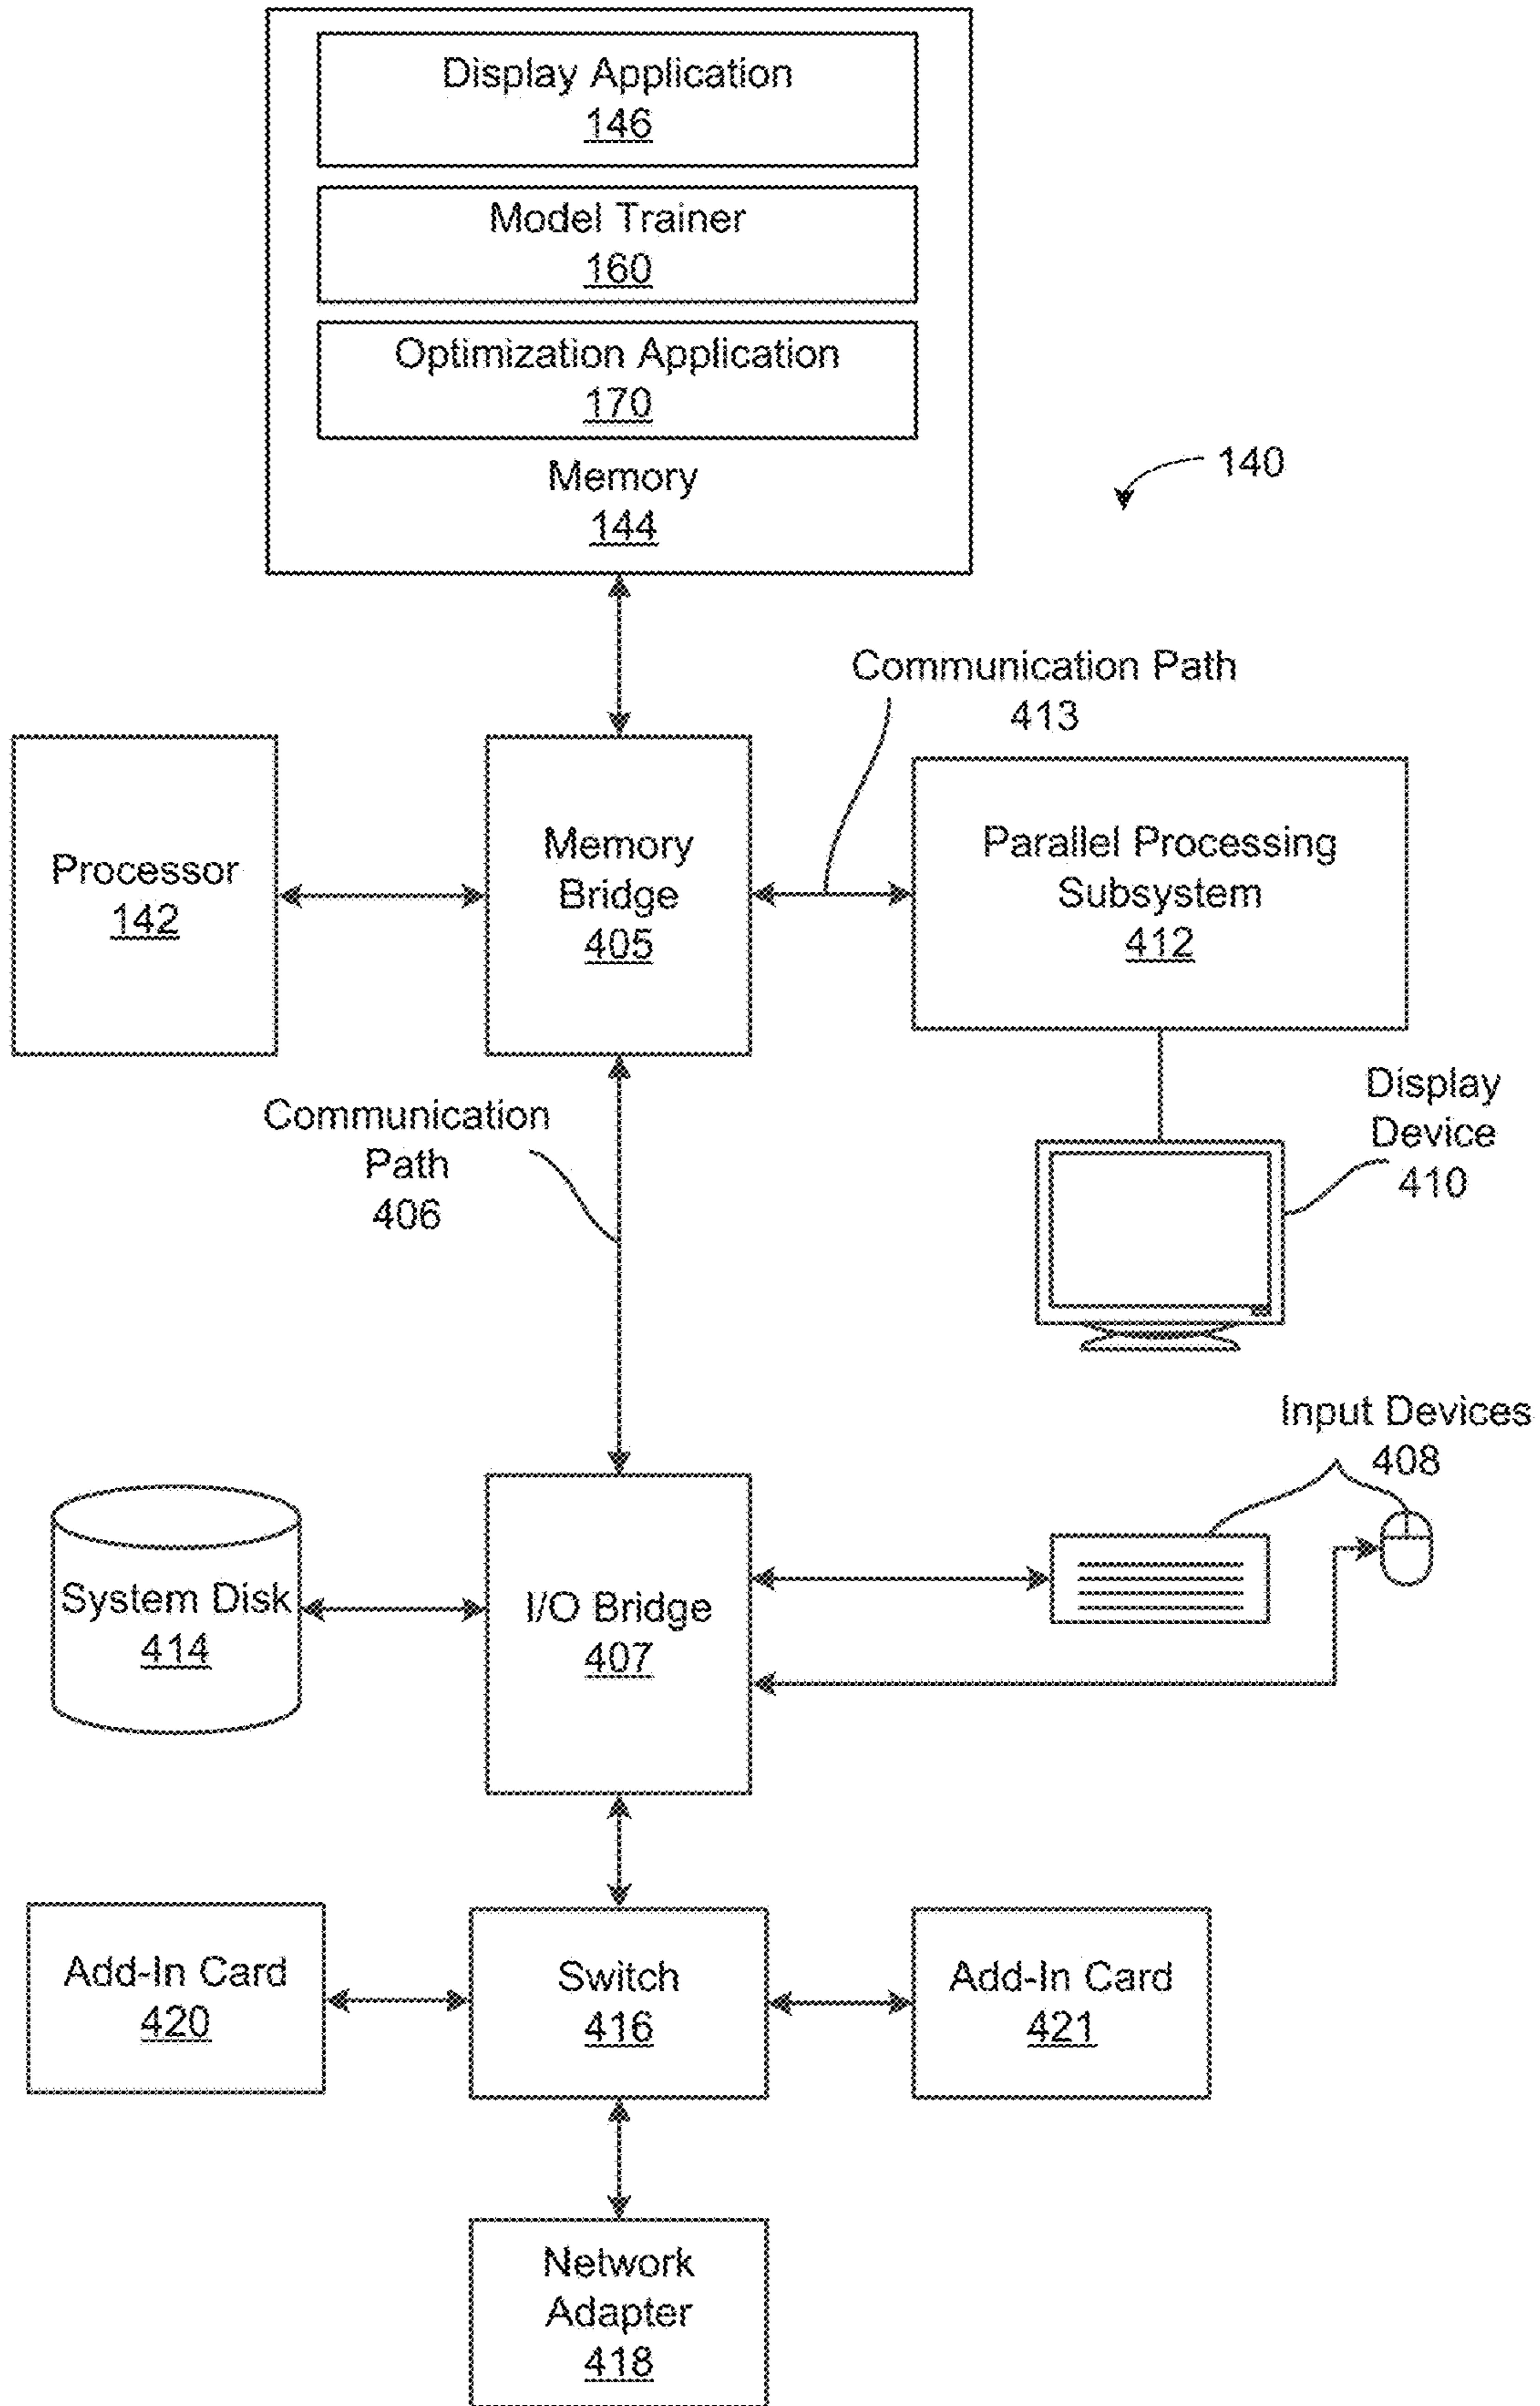 Display Application
146
Model Trainer
160
Optimization Application
170
Memory
144
140
Communication Path
413
Processor
142
Memory
Bridge
405
Parallel Processing
Subsystem
412
Communication
Path
406
Display
Device
410
Input Devices
408
System Disk
414
I/O Bridge
407
Add-In Card
420
Switch
416
Add-In Card
421
Network
Adapter
418